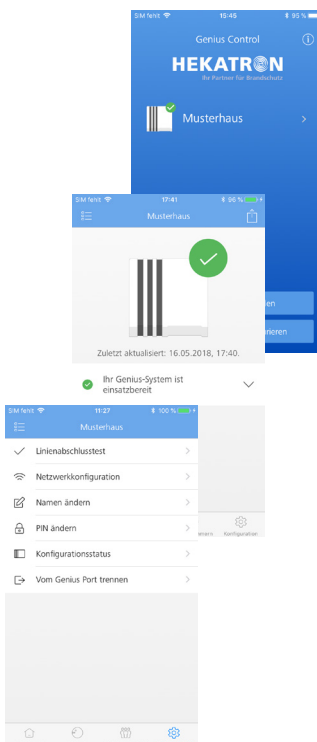 SIM fehlt 15:45 95 %
Genius Control
HEKATRON
Ihr Partner für Brandschutz
Musterhaus
SIM fehlt 17:41 96 %
Musterhaus
Zuletzt aktualisiert: 16.05.2018, 17:40.
Ihr Genius-System ist
einsatzbereit
Konfiguration
SIM fehlt 11:27 100 %
Musterhaus
Linienabschlusstest
Netzwerkkonfiguration
Namen ändern
PIN ändern
Konfigurationsstatus
Vom Genius Port trennen